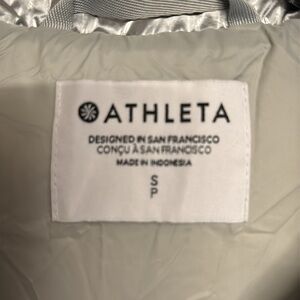 ATHLETA
DESIGNED IN SAN FRANCISCO
CONÇU À SAN FRANCISCO
MADE IN INDONESIA
S
P